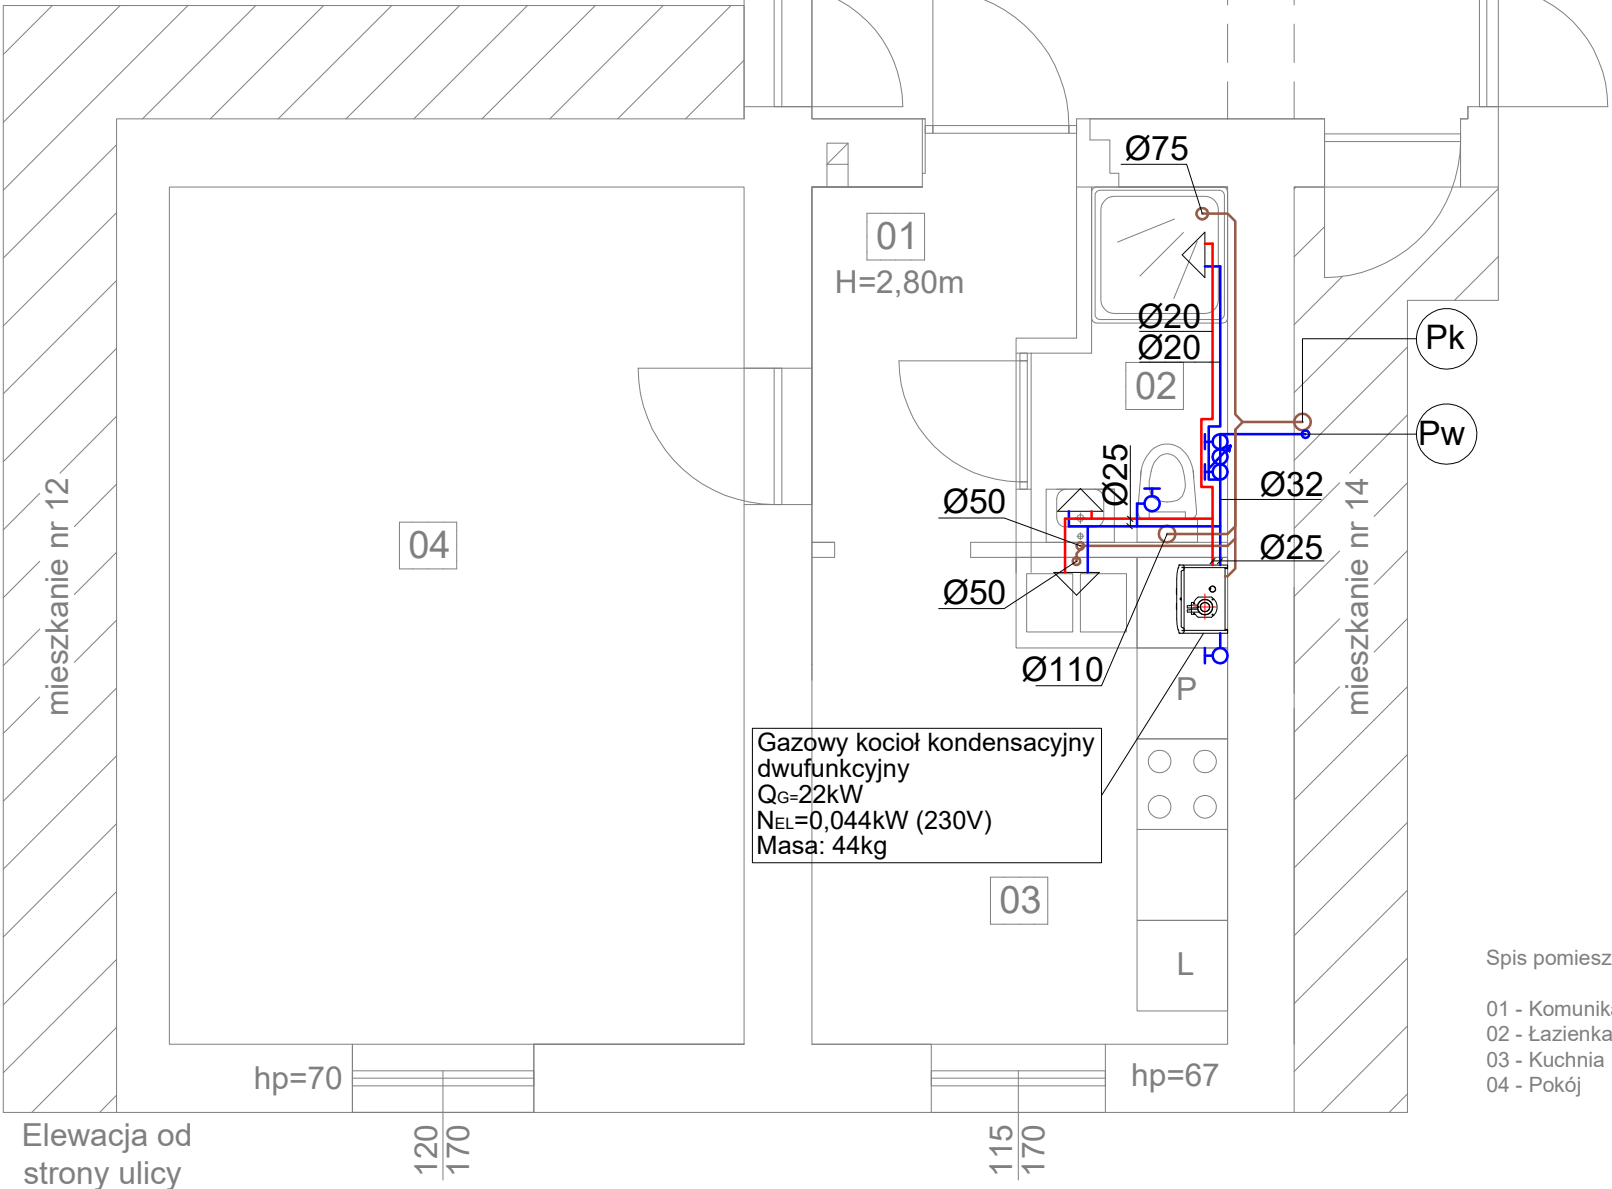 Ø75
01
H=2,80m
Ø20
Ø20
Pk
02
Pw
Ø25
Ø32
Ø50
mieszkanie nr 12
04
mieszkanie nr 14
Ø25
Ø50
Ø110
P
Gazowy kocioł kondensacyjny
dwufunkcyjny
QG=22kW
NEL=0,044kW (230V)
Masa: 44kg
03
L
Spis pomiesz
01 - Komunika
02 - Łazienka
03 - Kuchnia
04 - Pokój
hp=70
hp=67
Elewacja od
strony ulicy
120
170
115
170